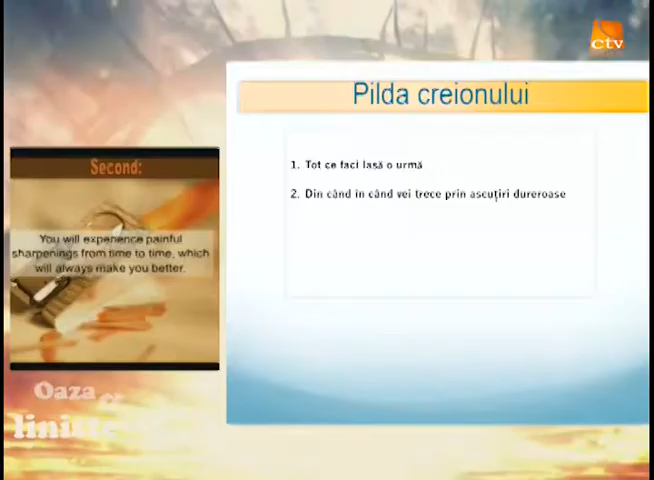 ctv
Pilda creionului
1. Tot ce faci lasă o urmă
2. Din când în când vei trece prin ascuțiri dureroase
Second:
You will experience painful
sharpenings from time to time, which
will always make you better.
Oaza